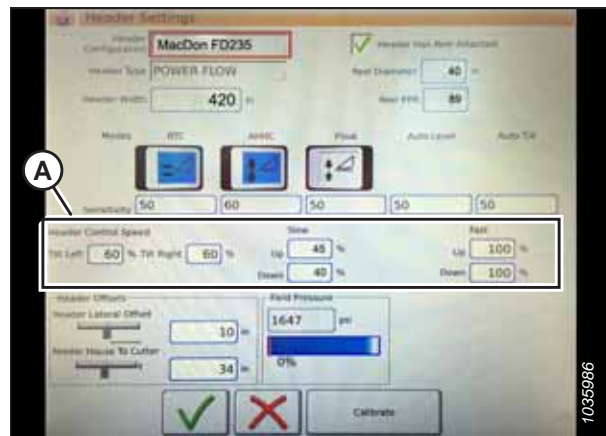 Header Settings
Header Configuration MacDon FD235 Header Has Reel Attached
Header Type POWER FLOW Reel Diameter 40 in
Header Width 420 in Reel PPR 89
Modes RTC AHHC Float Auto Level Auto Tilt
A
Sensitivity 50 60 50 50 50
Header Control Speed Slow Fast
Tilt Left 60 % Tilt Right 60 % Up 45 % Up 100 %
Down 40 % Down 100 %
Header Offsets Field Pressure
Header Lateral Offset 10 in 1647 psi
Feeder House To Cutter 34 in 0%
Calibrate
1035986